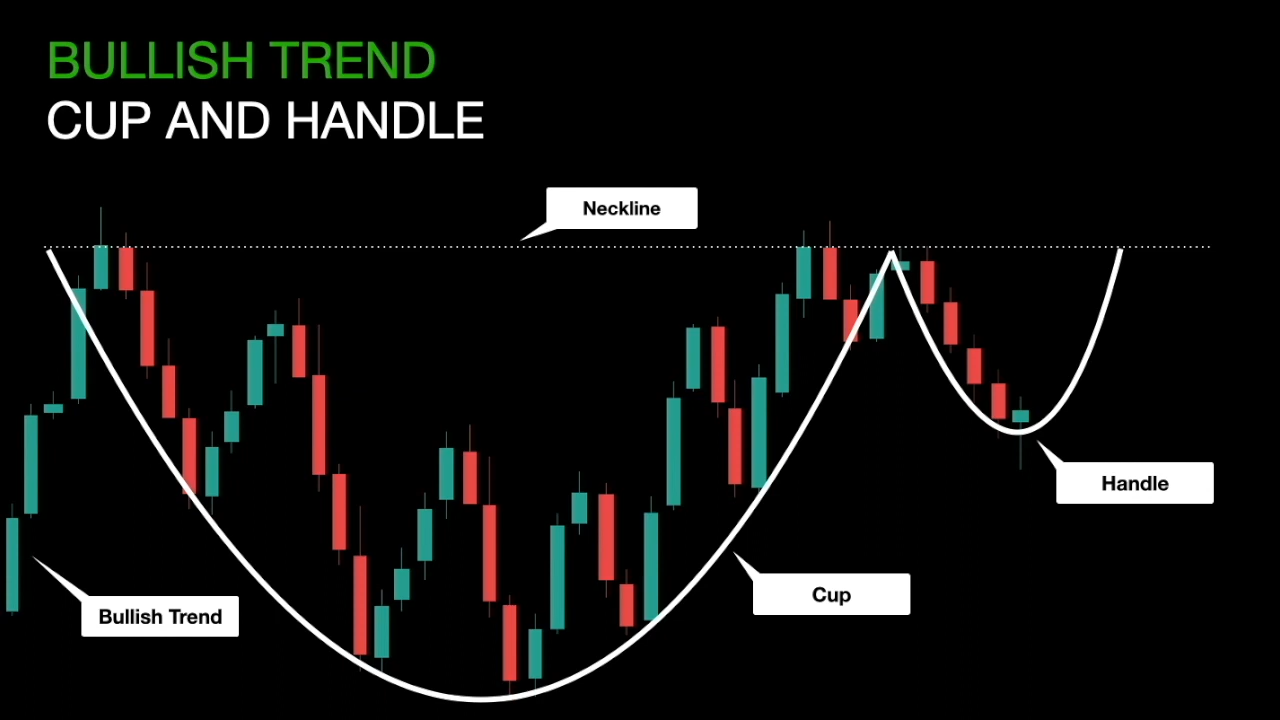 BULLISH TREND
CUP AND HANDLE
Neckline
Handle
Cup
Bullish Trend